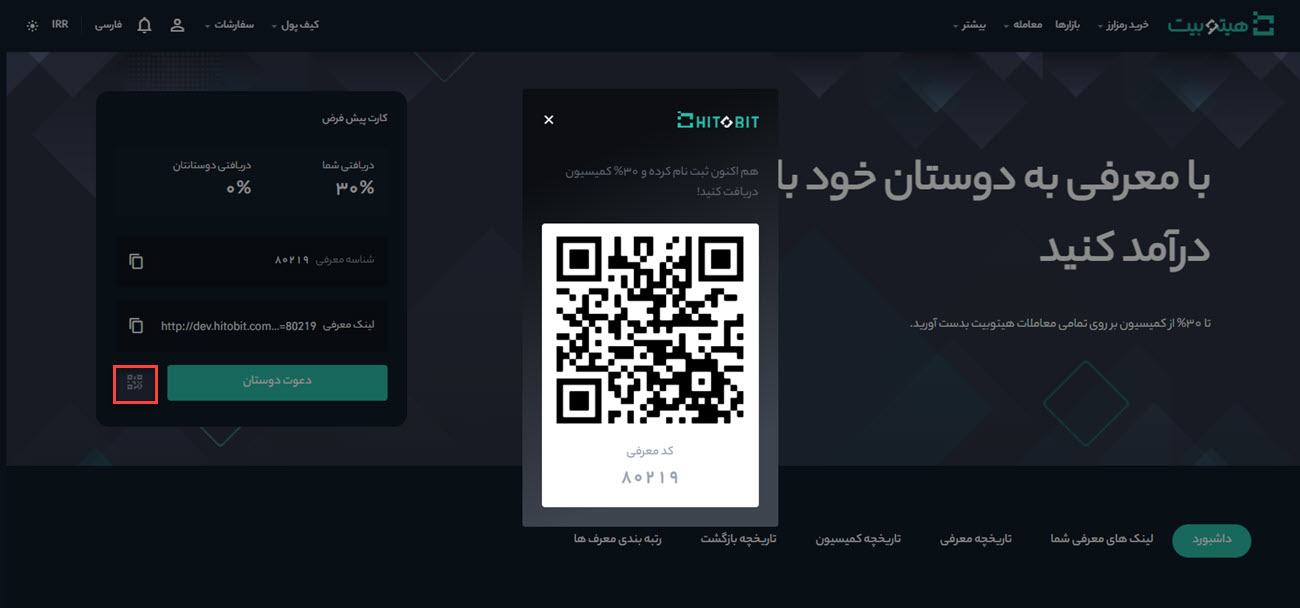 هیتوبیت
خرید رمزارز
بازارها
معامله
بیشتر
کیف پول
سفارشات
فارسی
IRR
با معرفی به دوستان خود با
درآمد کنید
تا ۳۰% از کمیسیون بر روی تمامی معاملات هیتوبیت بدست آورید.
HITOBIT
هم اکنون ثبت نام کرده و ۳۰% کمیسیون
دریافت کنید!
کد معرفی
۸۰۲۱۹
کارت پیش فرض
دریافتی شما
دریافتی دوستانتان
۳۰%
۰%
شناسه معرفی ۸۰۲۱۹
لینک معرفی http://dev.hitobit.com...=80219
دعوت دوستان
داشبورد
لینک های معرفی شما
تاریخچه معرفی
تاریخچه کمیسیون
تاریخچه بازگشت
رتبه بندی معرف ها